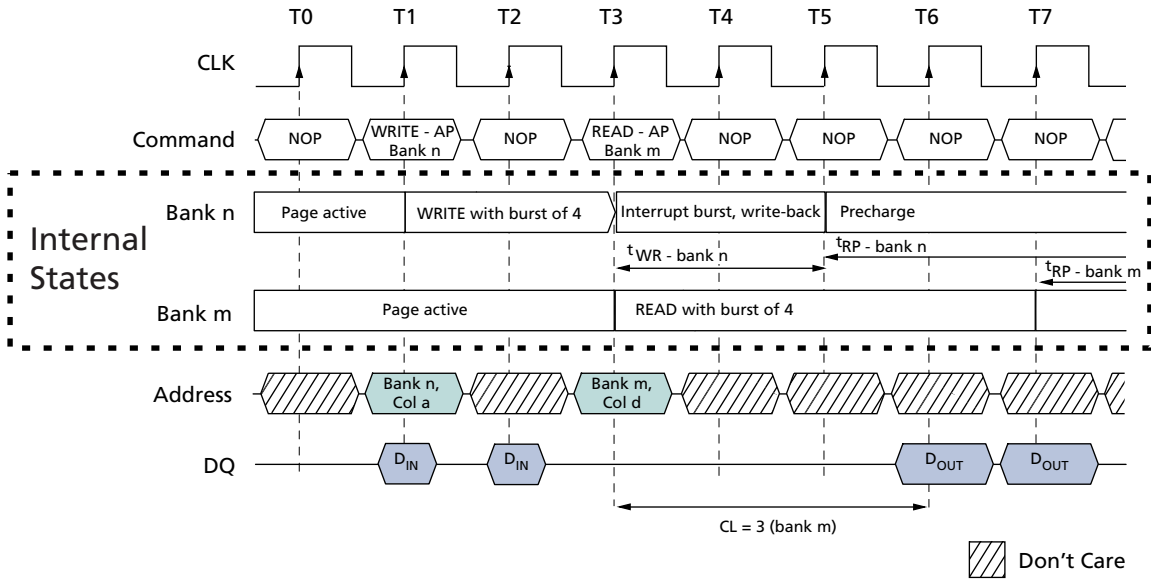 T0 T1 T2 T3 T4 T5 T6 T7
CLK
Command NOP WRITE - AP Bank n NOP READ - AP Bank m NOP NOP NOP NOP
Internal States
Bank n Page active WRITE with burst of 4 Interrupt burst, write-back Precharge
tWR - bank n tRP - bank n
tRP - bank m
Bank m Page active READ with burst of 4
Address Bank n, Col a Bank m, Col d
DQ DIN DIN DOUT DOUT
CL = 3 (bank m)
Don't Care